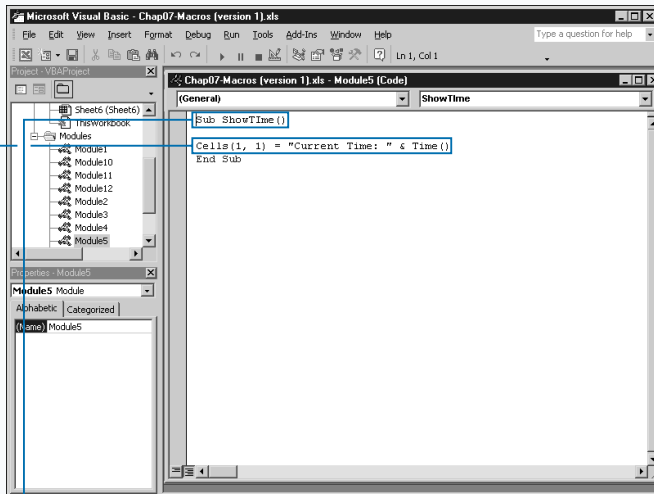 Microsoft Visual Basic - Chap07-Macros (version 1).xls
File Edit View Insert Format Debug Run Tools Add-Ins Window Help
Type a question for help
Ln 1, Col 1
Project - VBAProject
Sheet6 (Sheet6)
ThisWorkbook
Modules
Module1
Module10
Module11
Module12
Module2
Module3
Module4
Module5
Properties - Module5
Module5 Module
Alphabetic Categorized
(Name) Module5
Chap07-Macros (version 1).xls - Module5 (Code)
(General) ShowTIme
Sub ShowTIme()
Cells(1, 1) = "Current Time: " & Time()
End Sub